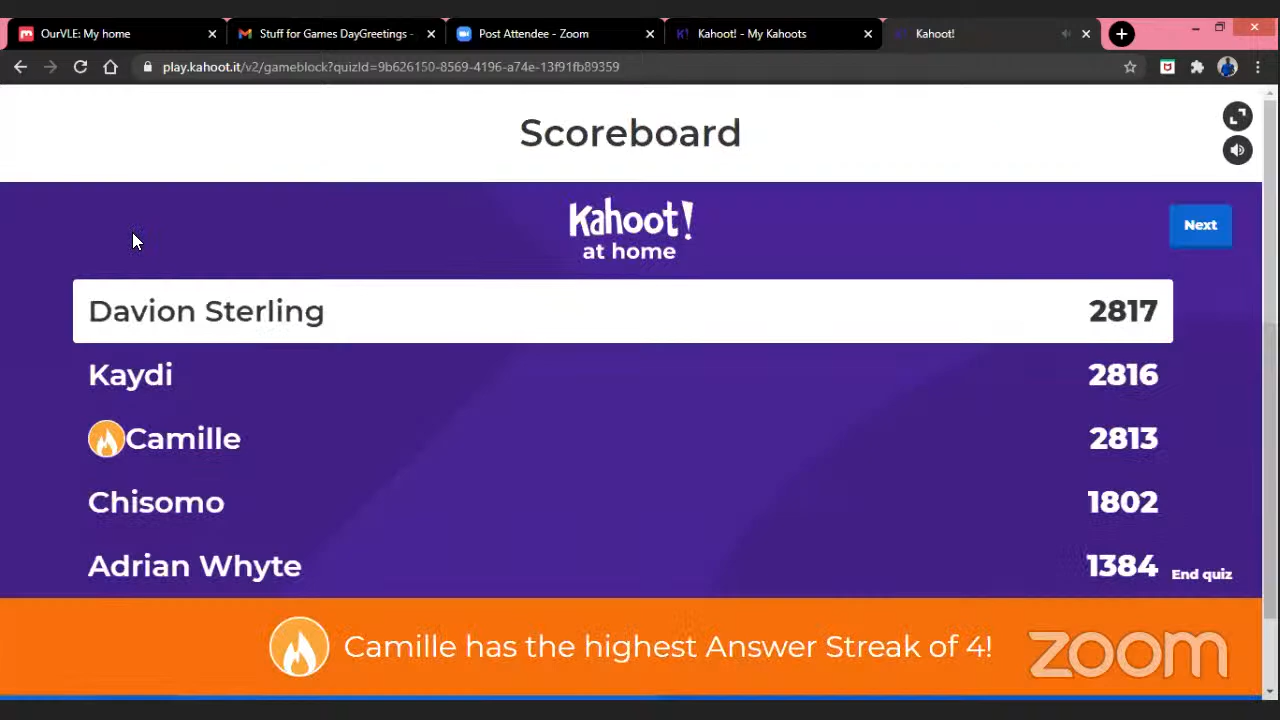 OurVLE: My home
Stuff for Games DayGreetings -
Post Attendee - Zoom
Kahoot! - My Kahoots
Kahoot!
play.kahoot.it/v2/gameblock?quizId=9b626150-8569-4196-a74e-13f91fb89359
Scoreboard
Kahoot!
at home
Next
Davion Sterling 2817
Kaydi 2816
Camille 2813
Chisomo 1802
Adrian Whyte 1384
End quiz
Camille has the highest Answer Streak of 4!
zoom